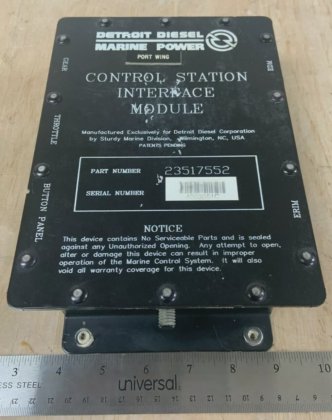 DETROIT DIESEL
MARINE POWER
PORT WING
CONTROL STATION
INTERFACE
MODULE
Manufactured Exclusively for Detroit Diesel Corporation
by Sturdy Marine Division, Wilmington, NC, USA
PATENTS PENDING
PART NUMBER 23517552
SERIAL NUMBER
NOTICE
This device contains No Serviceable Parts and is sealed
against any Unauthorized Opening. Any attempt to open,
alter or damage this device can result in improper
operation of the Marine Control System. It will also
void all warranty coverage for this device.
GEAR
THROTTLE
BUTTON PANEL
3 4 5 6 7 8 9 10
universal